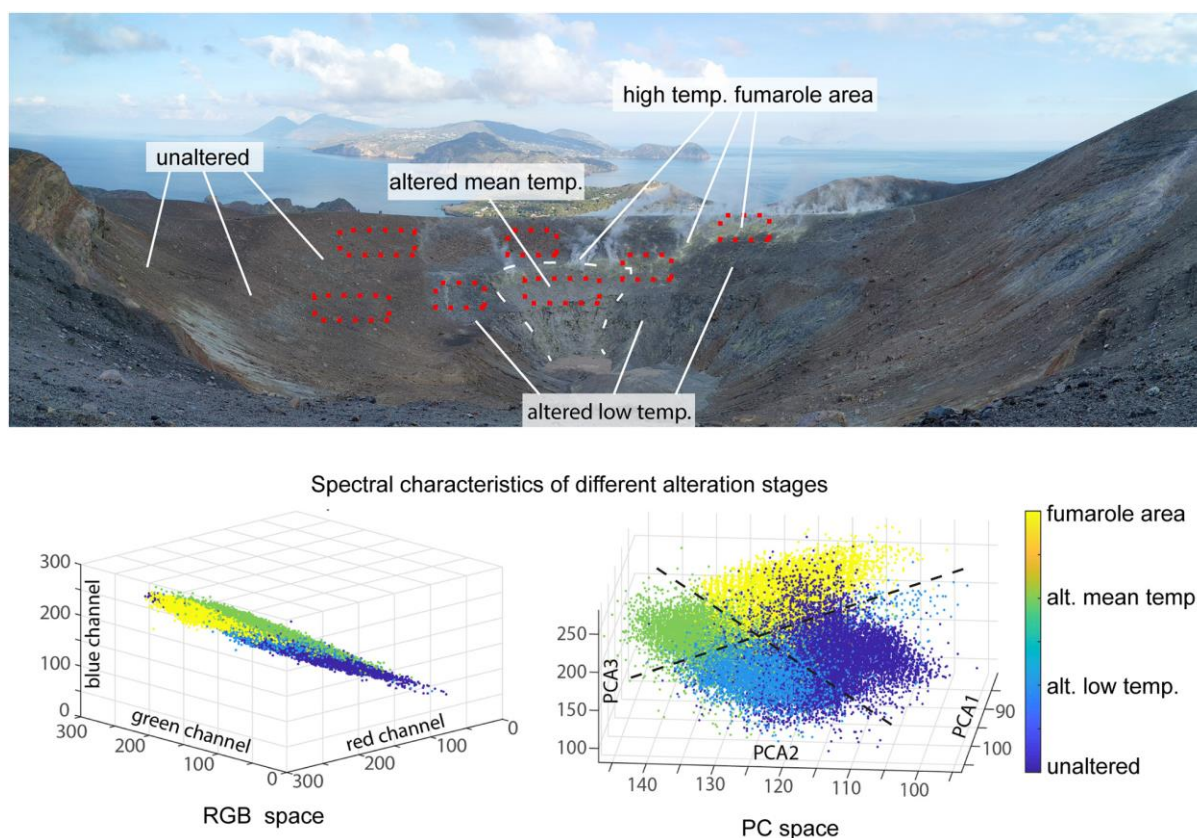 high temp. fumarole area
unaltered
altered mean temp.
altered low temp.
Spectral characteristics of different alteration stages
300
200
100
0
blue channel
300
200
100
0
green channel
300
200
100
0
red channel
RGB space
250
200
150
100
PCA3
140
130
120
110
100
PCA2
90
100
PCA1
PC space
fumarole area
alt. mean temp.
alt. low temp.
unaltered